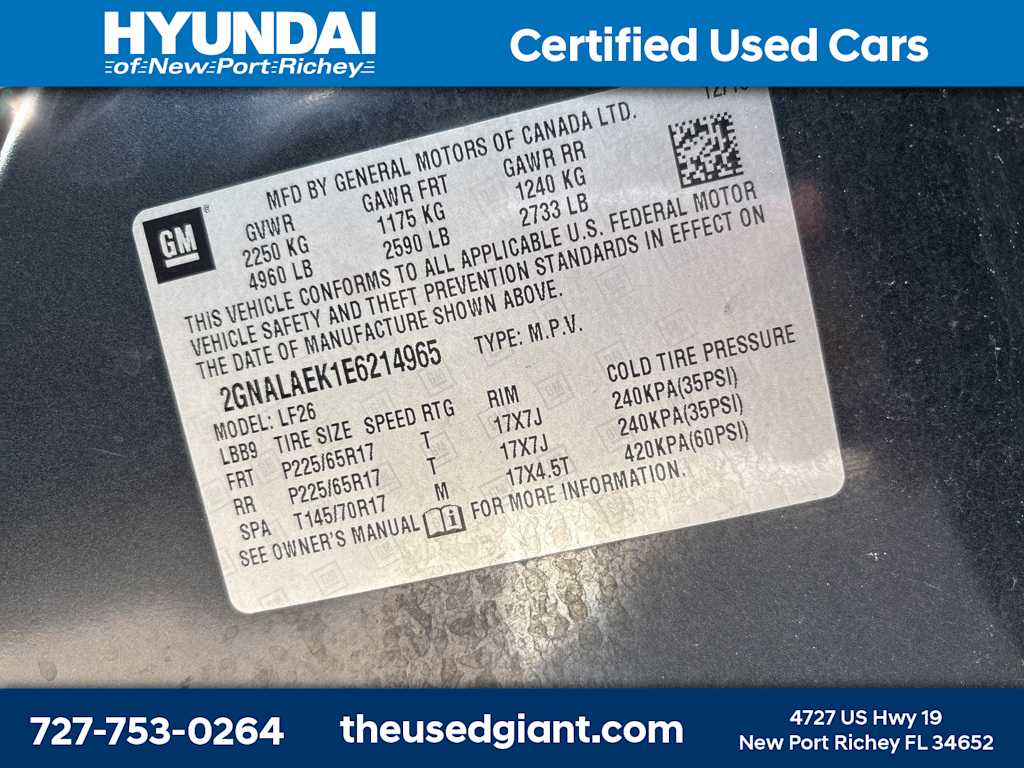 HYUNDAI
of New Port Richey
Certified Used Cars
MFD BY GENERAL MOTORS OF CANADA LTD.
GVWR GAWR FRT GAWR RR
2250 KG 1175 KG 1240 KG
4960 LB 2590 LB 2733 LB
GM
THIS VEHICLE CONFORMS TO ALL APPLICABLE U.S. FEDERAL MOTOR
VEHICLE SAFETY AND THEFT PREVENTION STANDARDS IN EFFECT ON
THE DATE OF MANUFACTURE SHOWN ABOVE.
2GNALAEK1E6214965 TYPE: M.P.V.
MODEL: LF26
LBB9 TIRE SIZE SPEED RTG RIM COLD TIRE PRESSURE
FRT P225/65R17 T 17X7J 240KPA(35PSI)
RR P225/65R17 T 17X7J 240KPA(35PSI)
SPA T145/70R17 M 17X4.5T 420KPA(60PSI)
SEE OWNER'S MANUAL FOR MORE INFORMATION.
727-753-0264
theusedgiant.com
4727 US Hwy 19
New Port Richey FL 34652